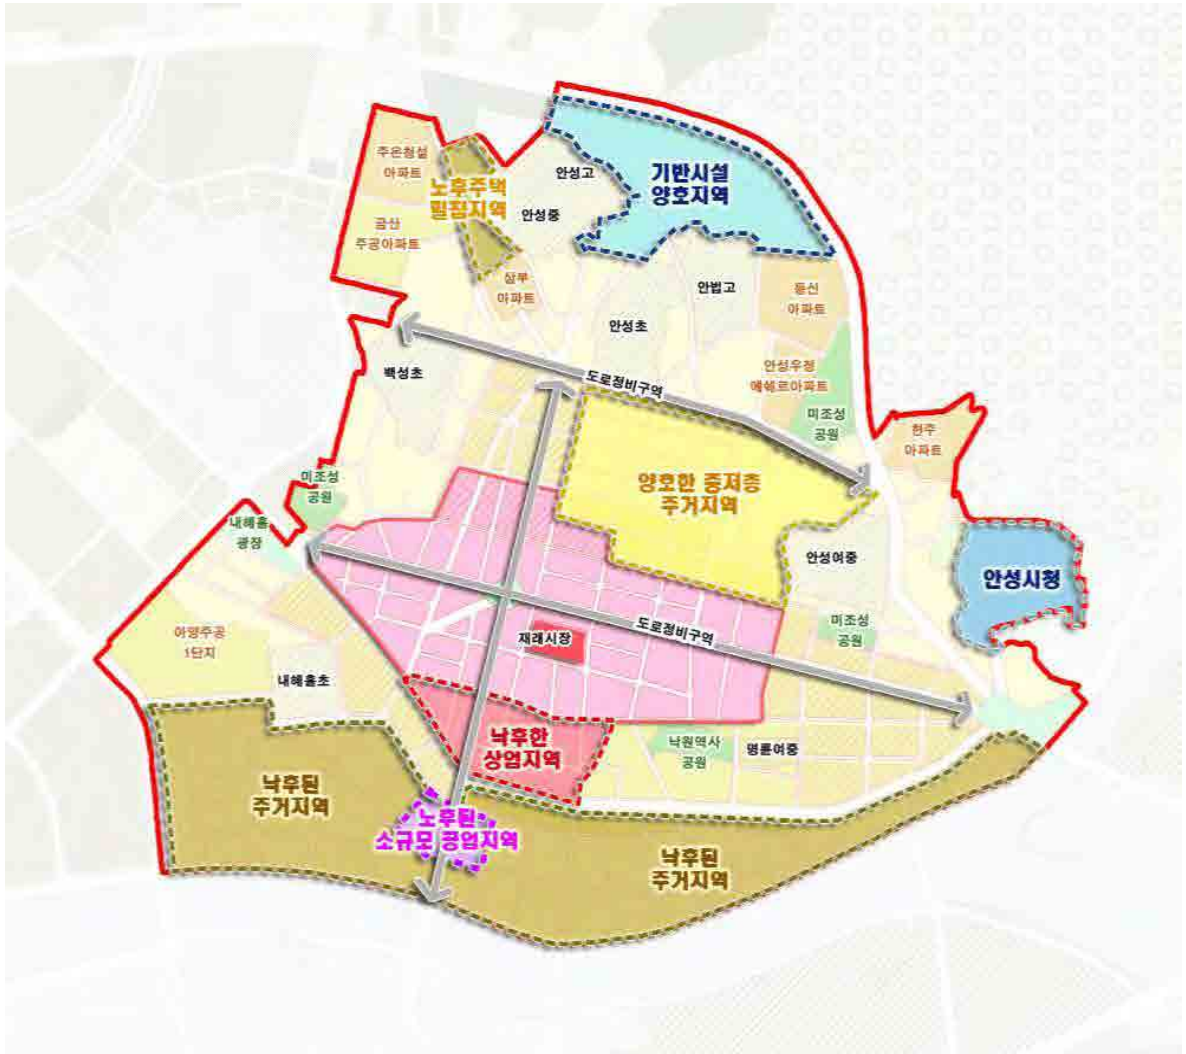 주은청설
아파트
노후주택
밀집지역
안성고
안성중
기반시설
양호지역
금산
주공아파트
삼부
아파트
안법고
동신
아파트
안성초
백성초
도로정비구역
안성우정
에쉐르아파트
미조성
공원
한주
아파트
양호한 중저층
주거지역
미조성
공원
내혜홀
광장
안성여중
안성시청
아양주공
1단지
재래시장
도로정비구역
미조성
공원
내혜홀초
낙후한
상업지역
낙원역사
공원
명륜여중
낙후된
주거지역
노후된
소규모 공업지역
낙후된
주거지역